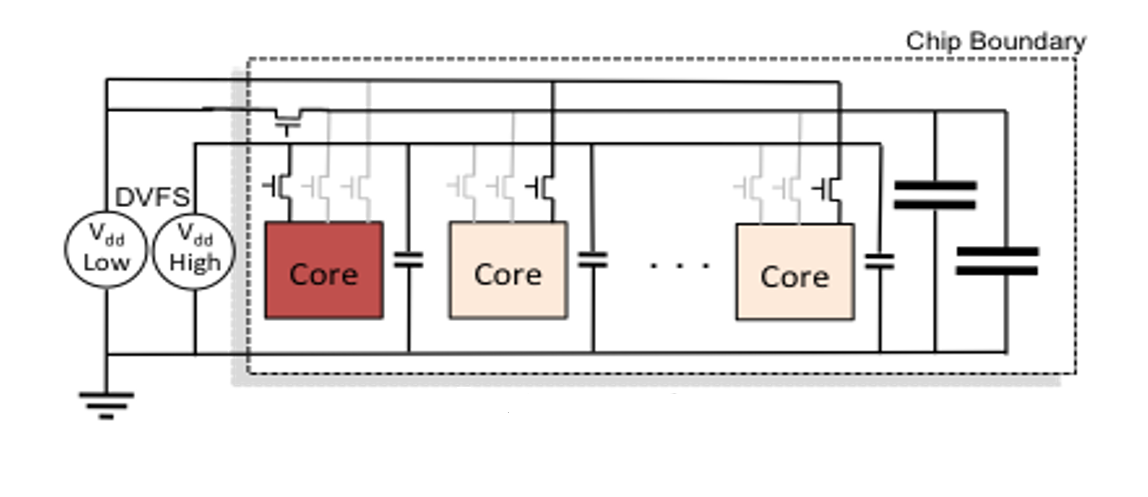 Chip Boundary
DVFS
Vdd
Low
Vdd
High
Core
Core
. . .
Core